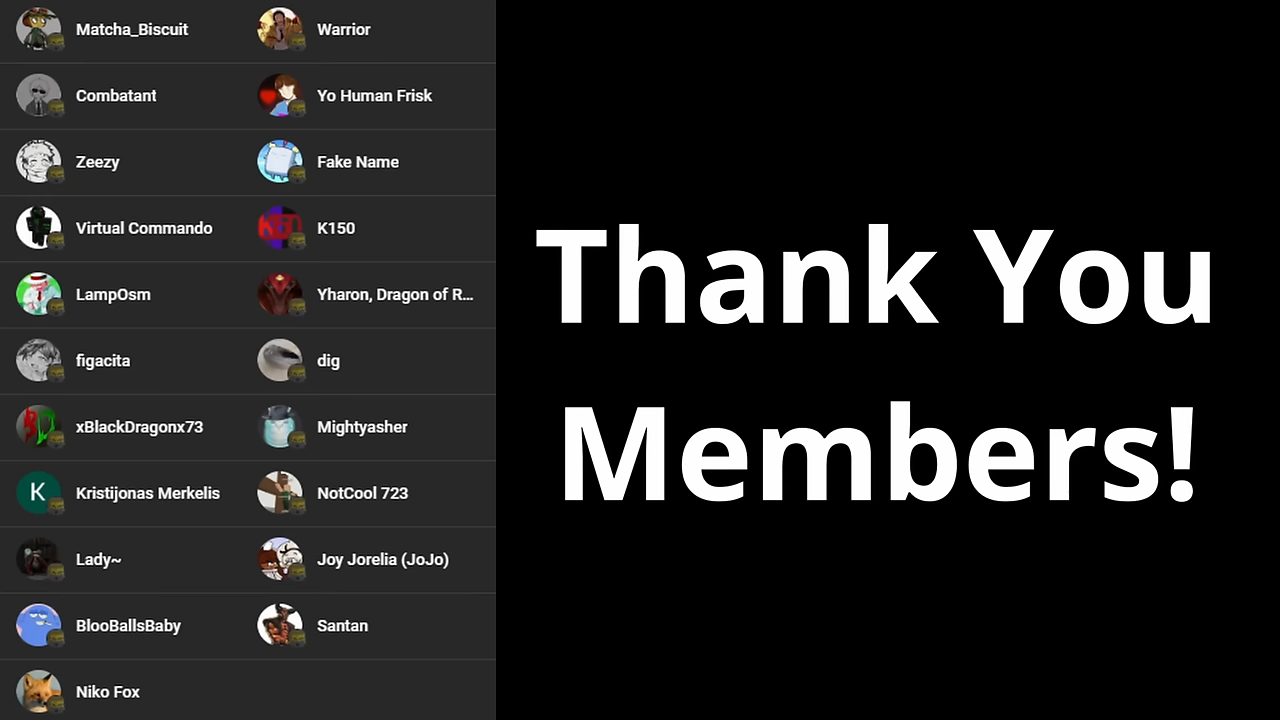 Matcha_Biscuit
Warrior
Combatant
Yo Human Frisk
Zeezy
Fake Name
Virtual Commando
K150
LampOsm
Yharon, Dragon of R...
figacita
dig
xBlackDragonx73
Mightyasher
K
Kristijonas Merkelis
NotCool 723
Lady~
Joy Jorelia (JoJo)
BlooBallsBaby
Santan
Niko Fox
Thank You
Members!